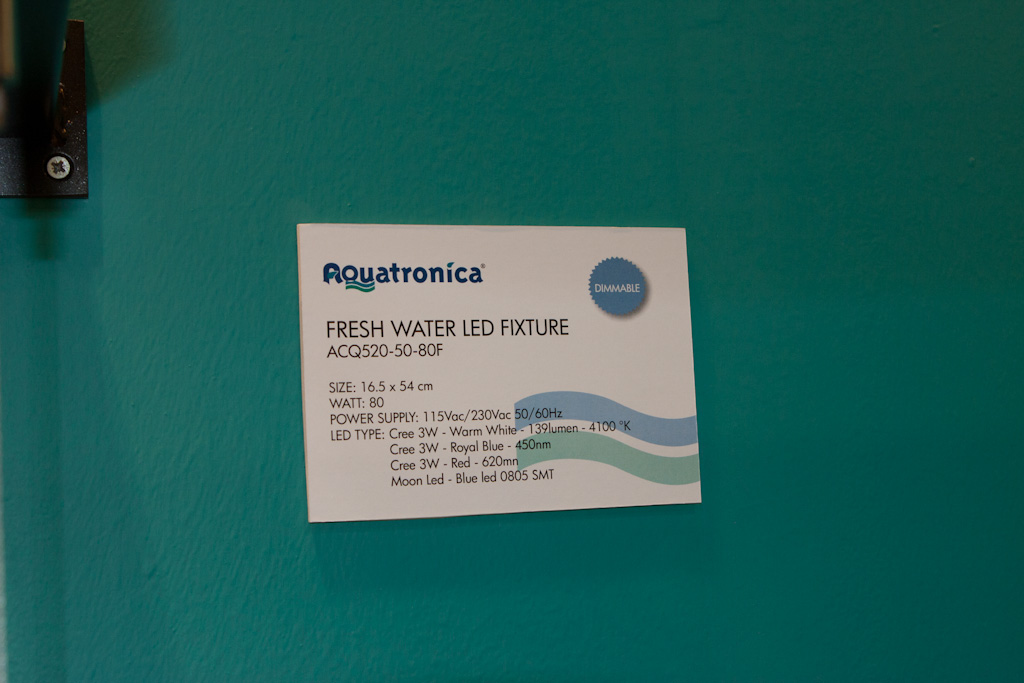 Aquatronica®
DIMMABLE
FRESH WATER LED FIXTURE
ACQ520-50-80F
SIZE: 16.5 x 54 cm
WATT: 80
POWER SUPPLY: 115Vac/230Vac 50/60Hz
LED TYPE: Cree 3W - Warm White - 139lumen - 4100 °K
Cree 3W - Royal Blue - 450nm
Cree 3W - Red - 620mn
Moon Led - Blue led 0805 SMT